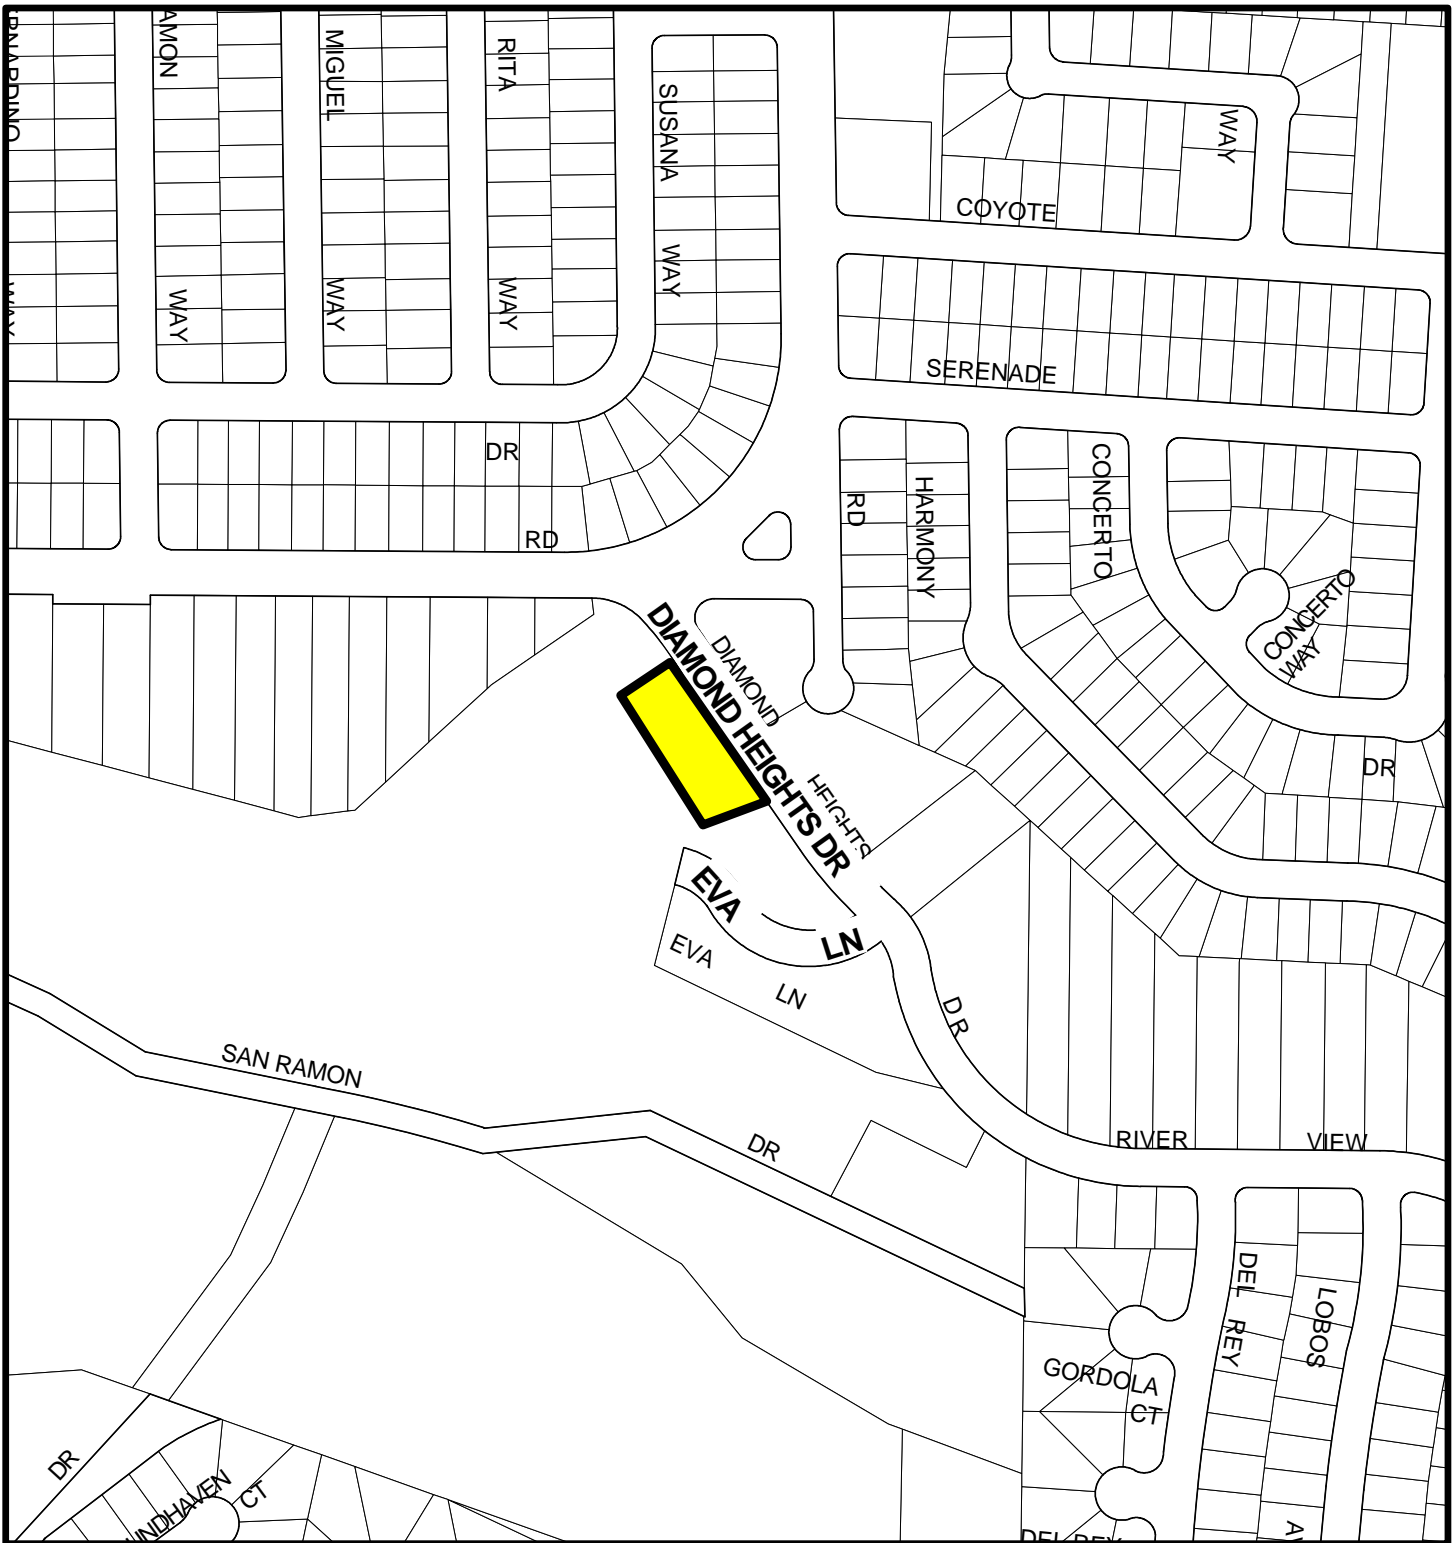 MIGUEL
WAY
RITA
WAY
SUSANA
WAY
WAY
WAY
COYOTE
SERENADE
DR
RD
RD
HARMONY
CONCERTO
CONCERTO
WAY
DR
DIAMOND HEIGHTS DR
DIAMOND
HEIGHTS
DR
EVA
LN
EVA
LN
SAN RAMON
DR
RIVER
VIEW
DEL REY
LOBOS
GORDOLA
CT
DR
CT
DEL REY